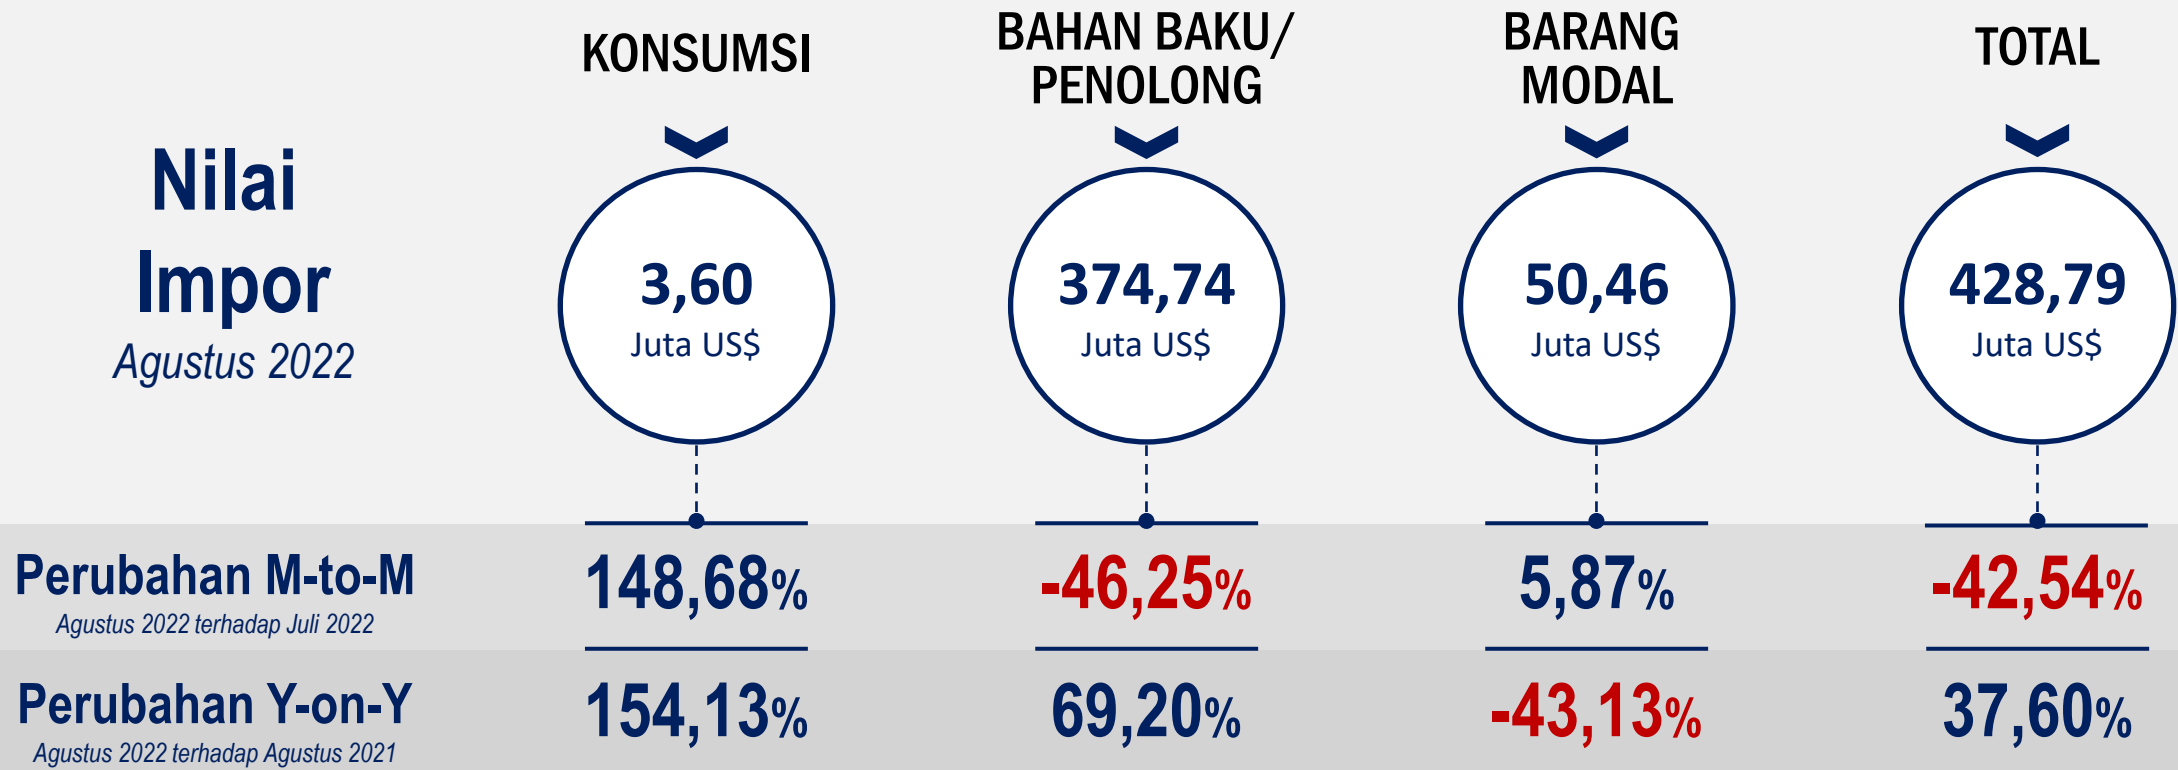 KONSUMSI
BAHAN BAKU/
PENOLONG
BARANG
MODAL
TOTAL
Nilai
Impor
Agustus 2022
3,60
Juta US$
374,74
Juta US$
50,46
Juta US$
428,79
Juta US$
Perubahan M-to-M
Agustus 2022 terhadap Juli 2022
148,68%
-46,25%
5,87%
-42,54%
Perubahan Y-on-Y
Agustus 2022 terhadap Agustus 2021
154,13%
69,20%
-43,13%
37,60%